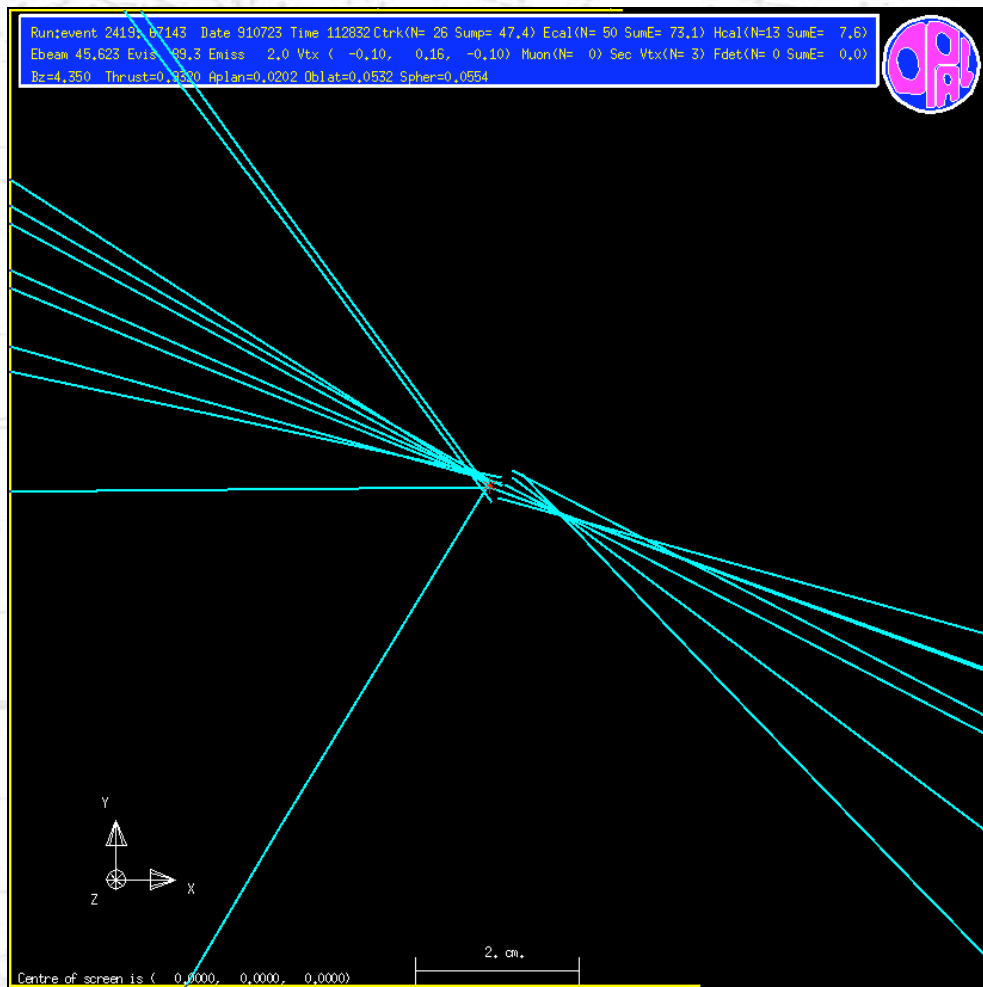 Run:event 2419: 67143 Date 910723 Time 112832 Ctrk(N= 26 Sump= 47.4) Ecal(N= 50 SumE= 73.1) Hcal(N=13 SumE= 7.6)
Ebeam 45.623 Evis 89.3 Emiss 2.0 Vtx ( -0.10, 0.16, -0.10) Muon(N= 0) Sec Vtx(N= 3) Fdet(N= 0 SumE= 0.0)
Bz=4.350 Thrust=0.9320 Aplan=0.0202 Oblat=0.0532 Spher=0.0554
OPAL
Y
X
Z
2. cm.
Centre of screen is ( 0.0000, 0.0000, 0.0000)